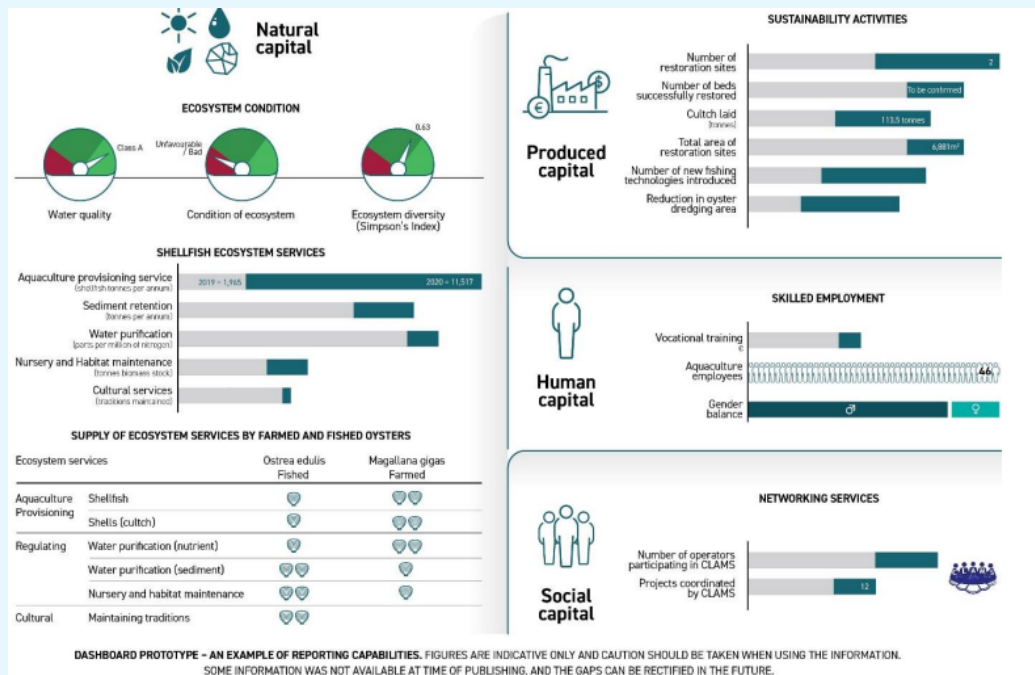 Natural
capital
ECOSYSTEM CONDITION
Class A
Unfavourable
/ Bad
0.63
Water quality
Condition of ecosystem
Ecosystem diversity
(Simpson's Index)
SHELLFISH ECOSYSTEM SERVICES
Aquaculture provisioning service
(shellfish tonnes per annum)
2019 – 1,965
2020 – 11,517
Sediment retention
(tonnes per annum)
Water purification
(parts per million of nitrogen)
Nursery and Habitat maintenance
(tonnes biomass stock)
Cultural services
(traditions maintained)
SUPPLY OF ECOSYSTEM SERVICES BY FARMED AND FISHED OYSTERS
Ecosystem services
Ostrea edulis
Fished
Magallana gigas
Farmed
Aquaculture
Provisioning
Shellfish
Shells (cultch)
Regulating
Water purification (nutrient)
Water purification (sediment)
Nursery and habitat maintenance
Cultural
Maintaining traditions
SUSTAINABILITY ACTIVITIES
Produced
capital
Number of
restoration sites
2
Number of beds
successfully restored
To be confirmed
Cultch laid
(tonnes)
113.5 tonnes
Total area of
restoration sites
6,881m²
Number of new fishing
technologies introduced
Reduction in oyster
dredging area
Human
capital
SKILLED EMPLOYMENT
Vocational training
€
Aquaculture
employees
46
Gender
balance
Social
capital
NETWORKING SERVICES
Number of operators
participating in CLAMS
Projects coordinated
by CLAMS
12
DASHBOARD PROTOTYPE – AN EXAMPLE OF REPORTING CAPABILITIES. FIGURES ARE INDICATIVE ONLY AND CAUTION SHOULD BE TAKEN WHEN USING THE INFORMATION.
SOME INFORMATION WAS NOT AVAILABLE AT TIME OF PUBLISHING, AND THE GAPS CAN BE RECTIFIED IN THE FUTURE.